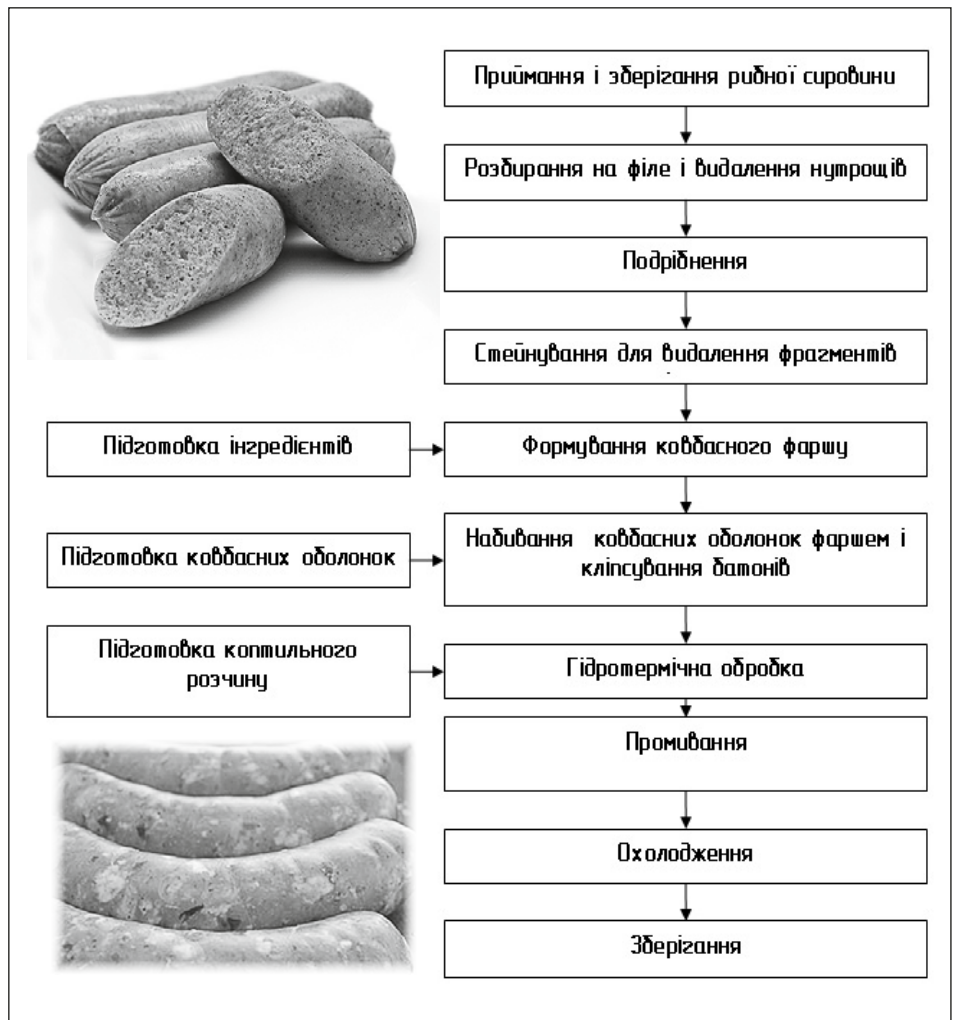 Приймання і зберігання рибної сировини
Розбирання на філе і видалення нутрощів
Подрібнення
Стейнування для видалення фрагментів
Підготовка інгредієнтів
Формування ковбасного фаршу
Підготовка ковбасних оболонок
Набивання ковбасних оболонок фаршем і
кліпсування батонів
Підготовка коптильного
розчину
Гідротермічна обробка
Промивання
Охолодження
Зберігання